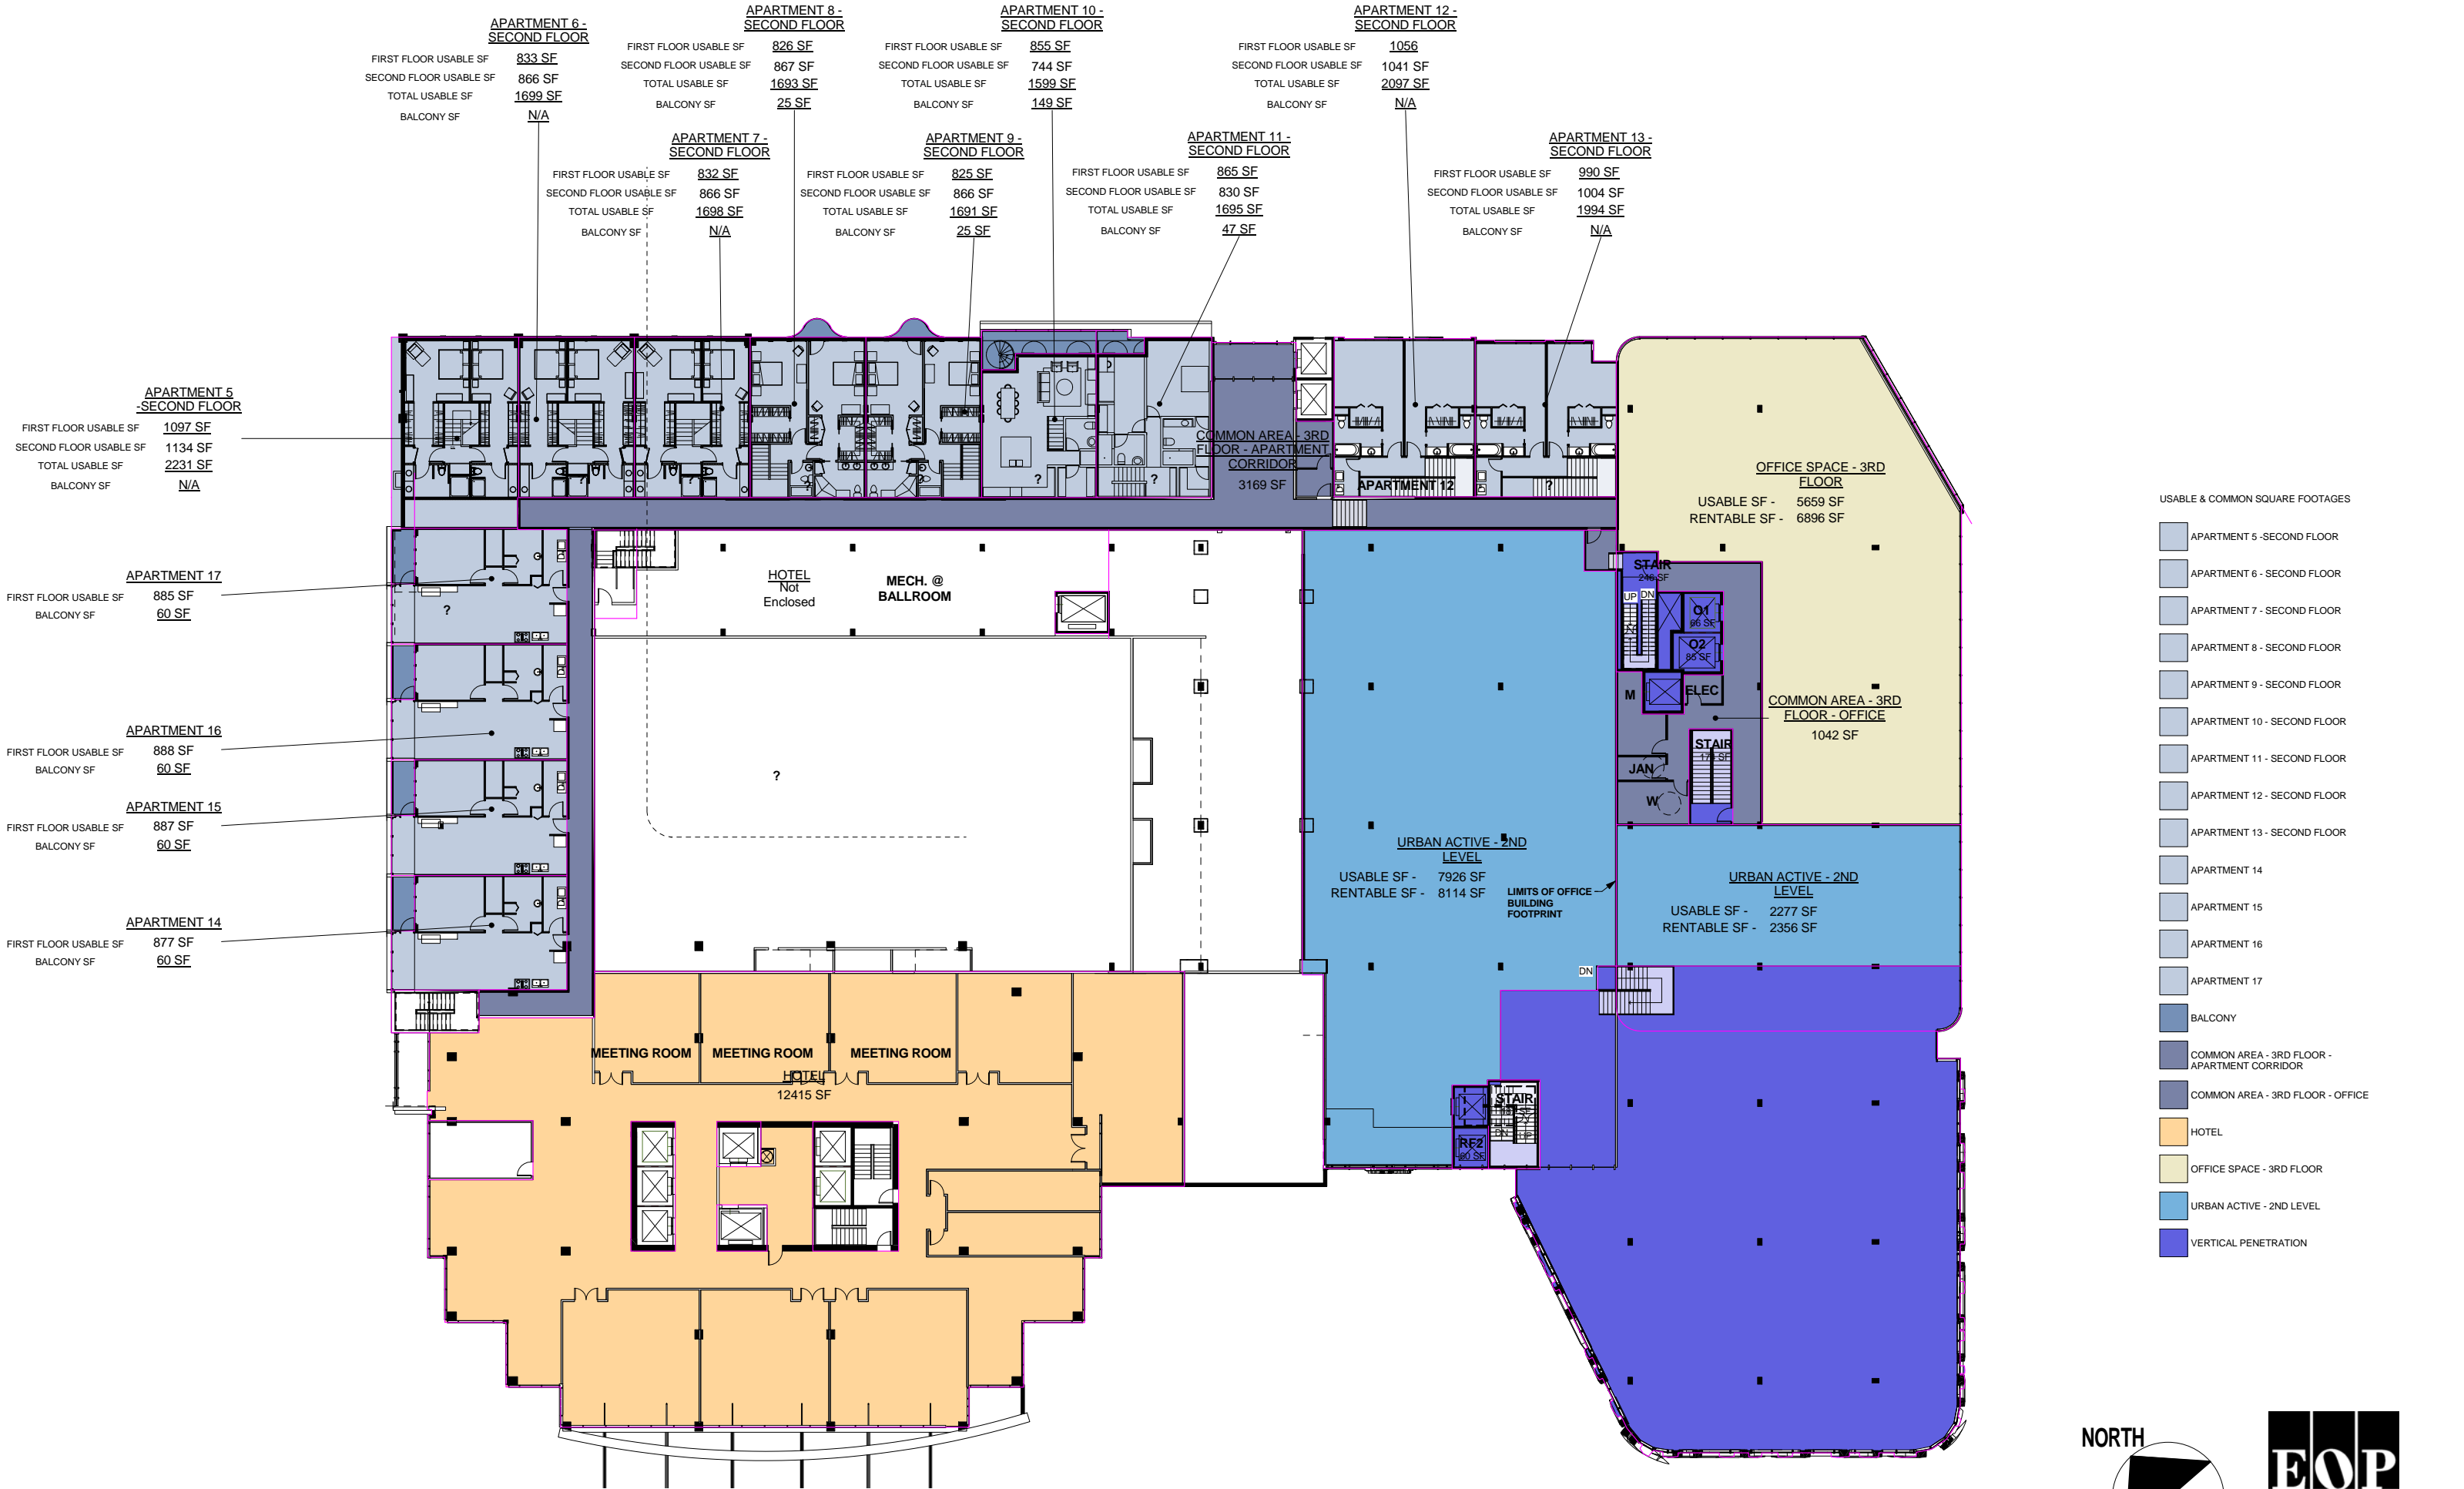 APARTMENT 6 -
SECOND FLOOR
FIRST FLOOR USABLE SF 833 SF
SECOND FLOOR USABLE SF 866 SF
TOTAL USABLE SF 1699 SF
BALCONY SF N/A
APARTMENT 8 -
SECOND FLOOR
FIRST FLOOR USABLE SF 826 SF
SECOND FLOOR USABLE SF 867 SF
TOTAL USABLE SF 1693 SF
BALCONY SF 25 SF
APARTMENT 10 -
SECOND FLOOR
FIRST FLOOR USABLE SF 855 SF
SECOND FLOOR USABLE SF 744 SF
TOTAL USABLE SF 1599 SF
BALCONY SF 149 SF
APARTMENT 12 -
SECOND FLOOR
FIRST FLOOR USABLE SF 1056
SECOND FLOOR USABLE SF 1041 SF
TOTAL USABLE SF 2097 SF
BALCONY SF N/A
APARTMENT 7 -
SECOND FLOOR
FIRST FLOOR USABLE SF 832 SF
SECOND FLOOR USABLE SF 866 SF
TOTAL USABLE SF 1698 SF
BALCONY SF N/A
APARTMENT 9 -
SECOND FLOOR
FIRST FLOOR USABLE SF 825 SF
SECOND FLOOR USABLE SF 866 SF
TOTAL USABLE SF 1691 SF
BALCONY SF 25 SF
APARTMENT 11 -
SECOND FLOOR
FIRST FLOOR USABLE SF 865 SF
SECOND FLOOR USABLE SF 830 SF
TOTAL USABLE SF 1695 SF
BALCONY SF 47 SF
APARTMENT 13 -
SECOND FLOOR
FIRST FLOOR USABLE SF 990 SF
SECOND FLOOR USABLE SF 1004 SF
TOTAL USABLE SF 1994 SF
BALCONY SF N/A
APARTMENT 5
-SECOND FLOOR
FIRST FLOOR USABLE SF 1097 SF
SECOND FLOOR USABLE SF 1134 SF
TOTAL USABLE SF 2231 SF
BALCONY SF N/A
COMMON AREA - 3RD
FLOOR - APARTMENT
CORRIDOR
3169 SF
? ? ? ? ? ?
APARTMENT 12
?
OFFICE SPACE - 3RD
FLOOR
USABLE SF - 5659 SF
RENTABLE SF - 6896 SF
APARTMENT 17
FIRST FLOOR USABLE SF 885 SF
BALCONY SF 60 SF
?
HOTEL
Not
Enclosed
MECH. @
BALLROOM
STAIR
UP DN
O1
O2
85 SF
M
ELEC
COMMON AREA - 3RD
FLOOR - OFFICE
1042 SF
STAIR
JAN
W
APARTMENT 16
FIRST FLOOR USABLE SF 888 SF
BALCONY SF 60 SF
?
APARTMENT 15
FIRST FLOOR USABLE SF 887 SF
BALCONY SF 60 SF
APARTMENT 14
FIRST FLOOR USABLE SF 877 SF
BALCONY SF 60 SF
URBAN ACTIVE - 2ND
LEVEL
USABLE SF - 7926 SF
RENTABLE SF - 8114 SF
LIMITS OF OFFICE
BUILDING
FOOTPRINT
URBAN ACTIVE - 2ND
LEVEL
USABLE SF - 2277 SF
RENTABLE SF - 2356 SF
DN
MEETING ROOM MEETING ROOM MEETING ROOM
HOTEL
12415 SF
STAIR
DN UP
RF2
USABLE & COMMON SQUARE FOOTAGES
APARTMENT 5 -SECOND FLOOR
APARTMENT 6 - SECOND FLOOR
APARTMENT 7 - SECOND FLOOR
APARTMENT 8 - SECOND FLOOR
APARTMENT 9 - SECOND FLOOR
APARTMENT 10 - SECOND FLOOR
APARTMENT 11 - SECOND FLOOR
APARTMENT 12 - SECOND FLOOR
APARTMENT 13 - SECOND FLOOR
APARTMENT 14
APARTMENT 15
APARTMENT 16
APARTMENT 17
BALCONY
COMMON AREA - 3RD FLOOR -
APARTMENT CORRIDOR
COMMON AREA - 3RD FLOOR - OFFICE
HOTEL
OFFICE SPACE - 3RD FLOOR
URBAN ACTIVE - 2ND LEVEL
VERTICAL PENETRATION
NORTH
EOP